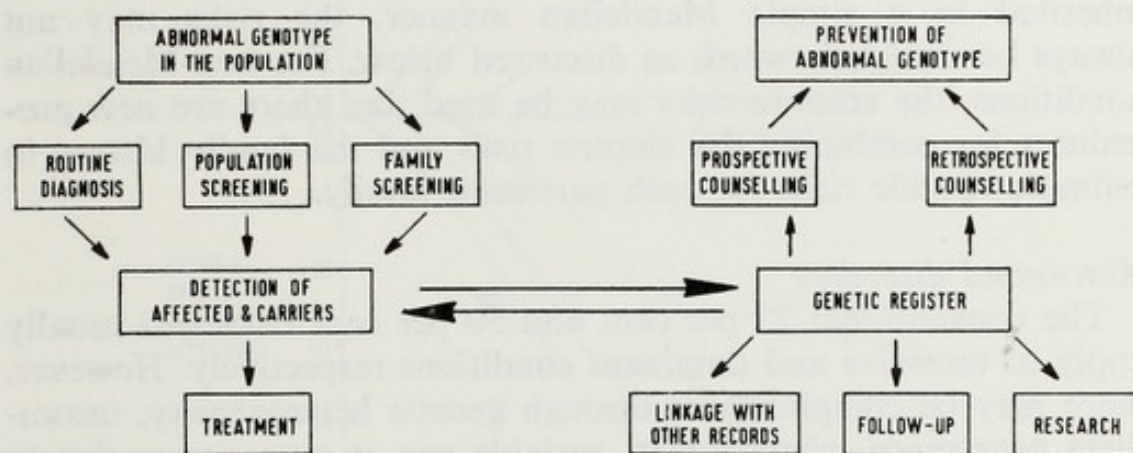 ABNORMAL GENOTYPE
IN THE POPULATION
PREVENTION OF
ABNORMAL GENOTYPE
ROUTINE
DIAGNOSIS
POPULATION
SCREENING
FAMILY
SCREENING
PROSPECTIVE
COUNSELLING
RETROSPECTIVE
COUNSELLING
DETECTION OF
AFFECTED & CARRIERS
GENETIC REGISTER
TREATMENT
LINKAGE WITH
OTHER RECORDS
FOLLOW-UP
RESEARCH